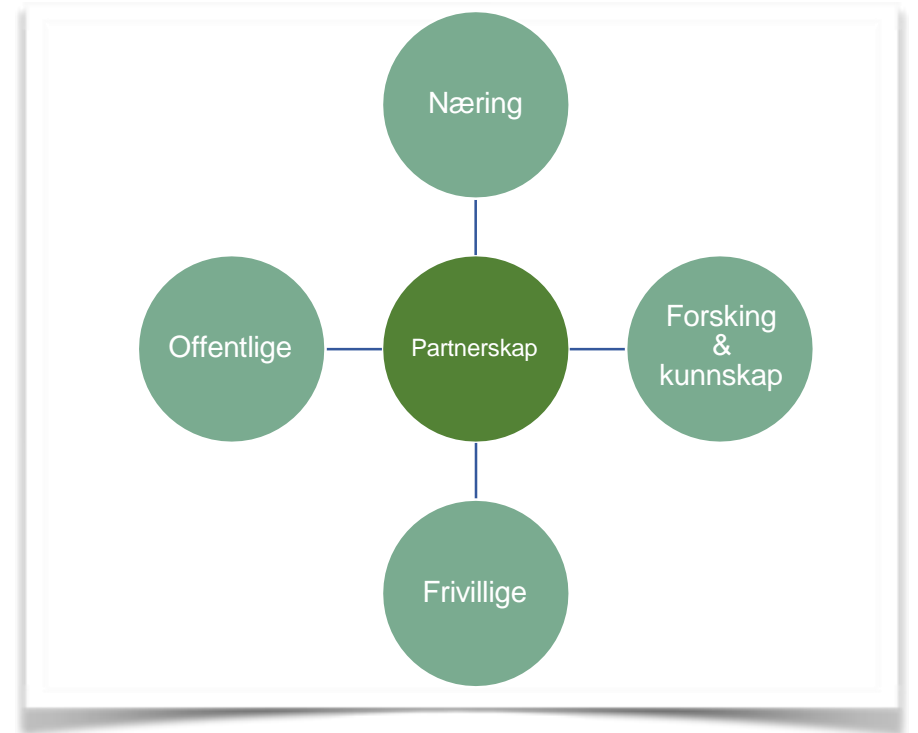 Næring
Offentlige
Partnerskap
Forsking
&
kunnskap
Frivillige